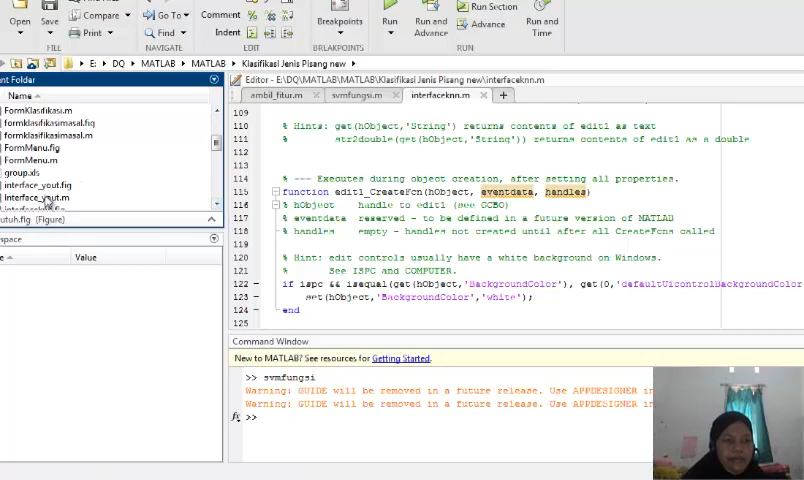 Open
Save
Compare
Print
Go To
Find
Comment
Indent
Breakpoints
Run
Run and
Advance
Run Section
Advance
Run and
Time
FILE
NAVIGATE
EDIT
BREAKPOINTS
RUN
E: ▸ DQ ▸ MATLAB ▸ MATLAB ▸ Klasifikasi Jenis Pisang new ▸
nt Folder
Name
FormKlasifikasi.m
formklasifikasimasal.fig
formklasifikasimasal.m
FormMenu.fig
FormMenu.m
group.xls
interface_yout.fig
interface_yout.m
utuh.fig (Figure)
space
Value
Editor - E:\DQ\MATLAB\MATLAB\Klasifikasi Jenis Pisang new\interfaceknn.m
ambil_fitur.m
svmfungsi.m
interfaceknn.m
109
110 % Hints: get(hObject,'String') returns contents of edit1 as text
111 % str2double(get(hObject,'String')) returns contents of edit1 as a double
112
113
114 % --- Executes during object creation, after setting all properties.
115 function edit1_CreateFcn(hObject, eventdata, handles)
116 % hObject handle to edit1 (see GCBO)
117 % eventdata reserved - to be defined in a future version of MATLAB
118 % handles empty - handles not created until after all CreateFcns called
119
120 % Hint: edit controls usually have a white background on Windows.
121 % See ISPC and COMPUTER.
122 if ispc && isequal(get(hObject,'BackgroundColor'), get(0,'defaultUicontrolBackgroundColor
123 set(hObject,'BackgroundColor','white');
124 end
125
Command Window
New to MATLAB? See resources for Getting Started.
>> svmfungsi
Warning: GUIDE will be removed in a future release. Use APPDESIGNER in
Warning: GUIDE will be removed in a future release. Use APPDESIGNER in
fx >>